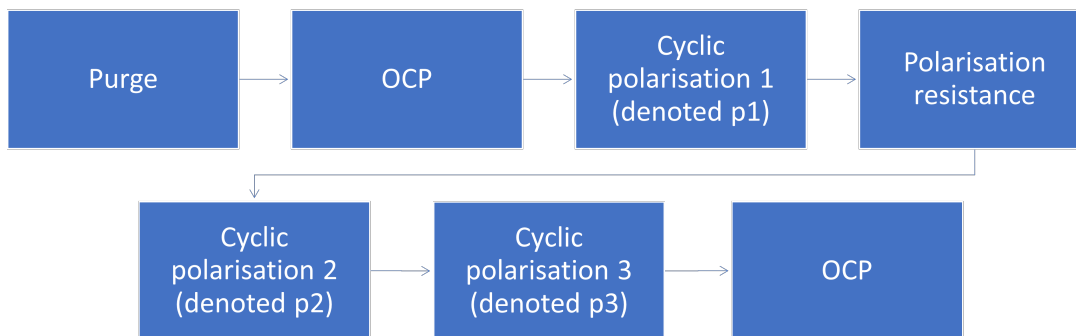 Purge
OCP
Cyclic
polarisation 1
(denoted p1)
Polarisation
resistance
Cyclic
polarisation 2
(denoted p2)
Cyclic
polarisation 3
(denoted p3)
OCP